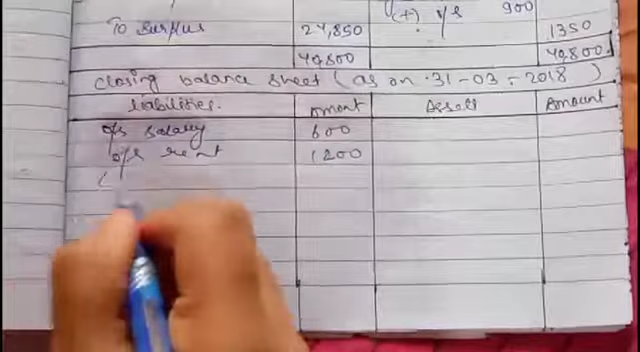 (+) y/s 900
To Surplus 24,850 1350
49,800 49,800
Closing balance sheet (as on 31-03-2018)
Liabilities. Amont Assets Amount
o/s salary 600
o/s rent 1200
(